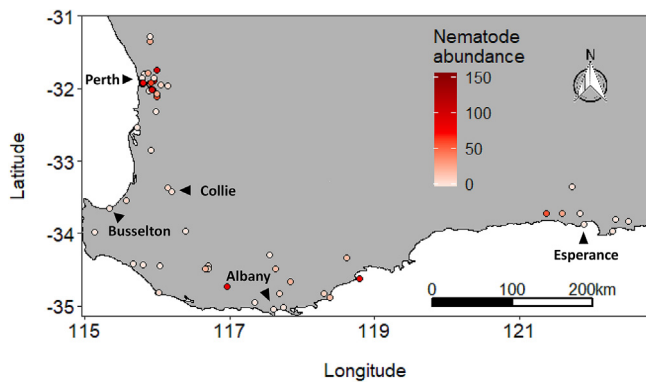 -31
-32
-33
-34
-35
Latitude
Nematode
abundance
150
100
50
0
N
Perth
Collie
Busselton
Albany
Esperance
0 100 200km
115 117 119 121
Longitude